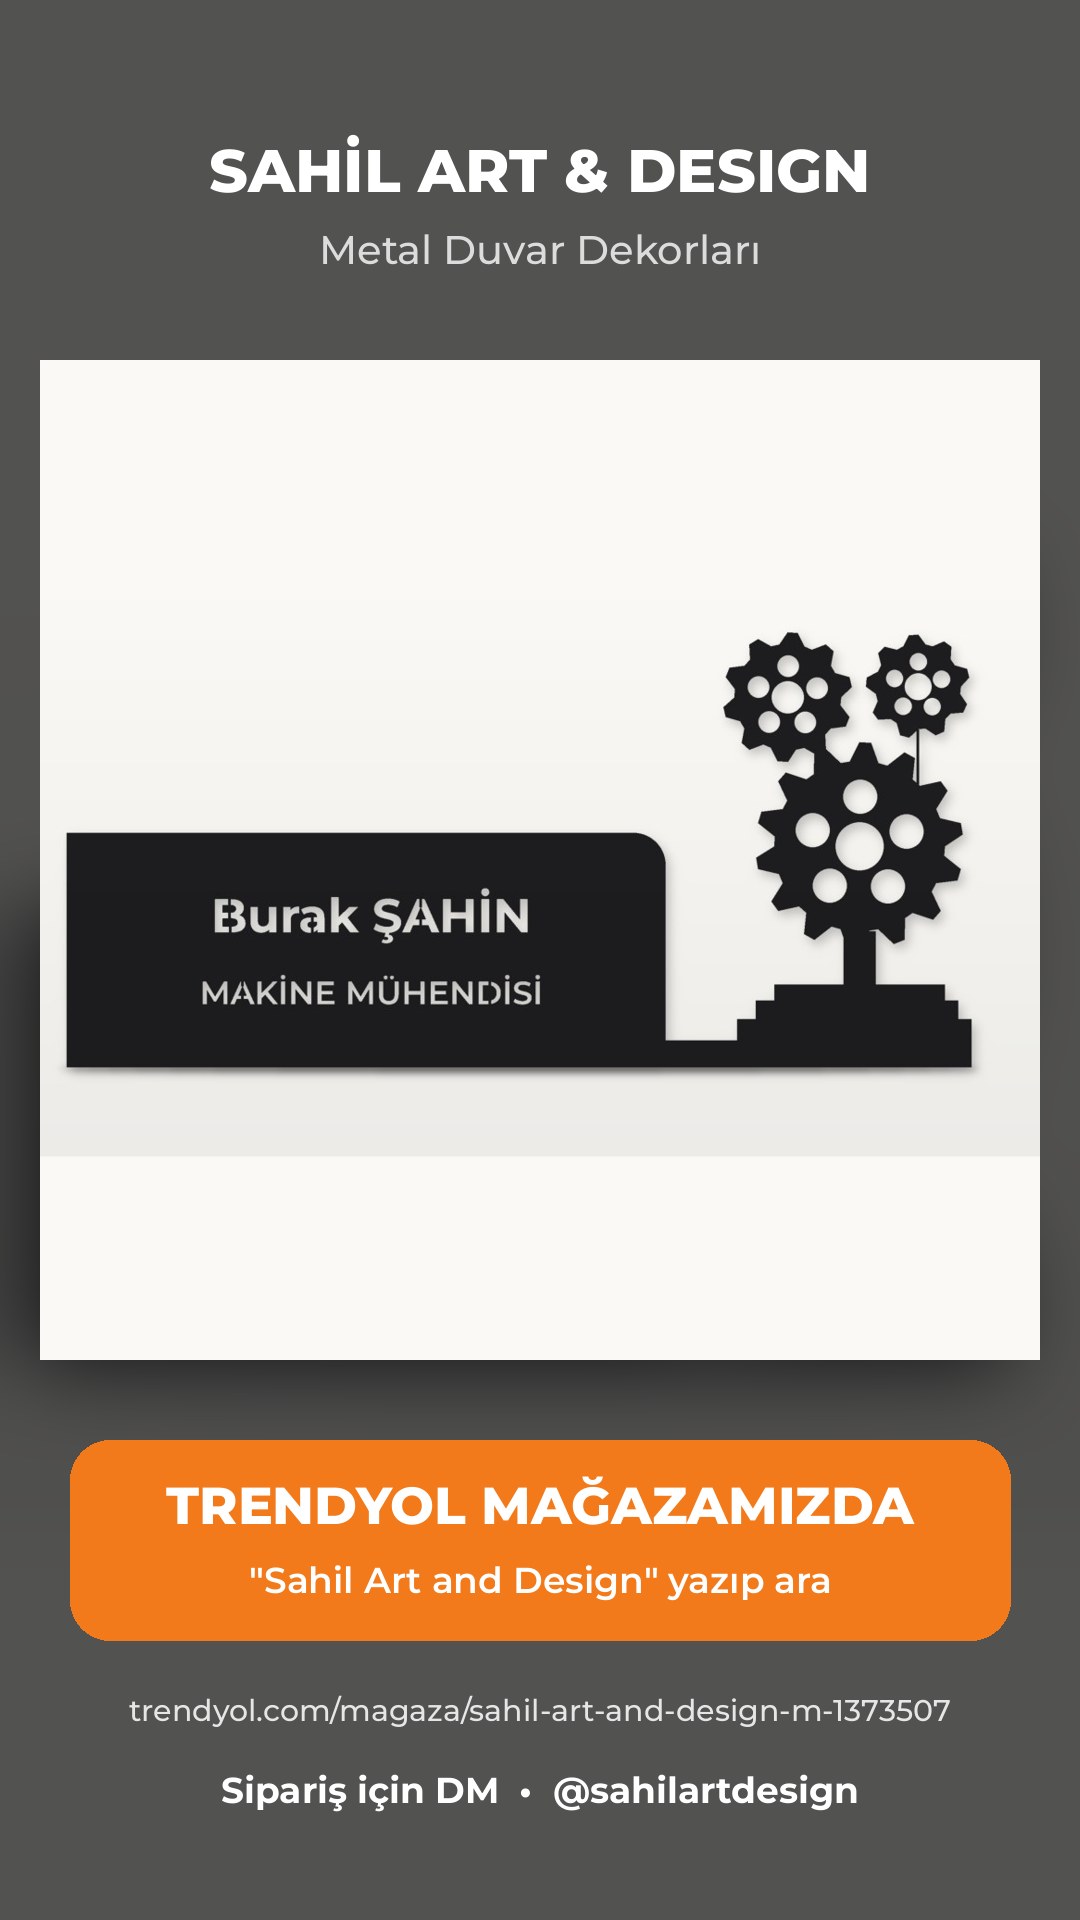 SAHİL ART & DESIGN
Metal Duvar Dekorları
Burak ŞAHİN
MAKİNE MÜHENDİSİ
TRENDYOL MAĞAZAMIZDA
"Sahil Art and Design" yazıp ara
trendyol.com/magaza/sahil-art-and-design-m-1373507
Sipariş için DM • @sahilartdesign